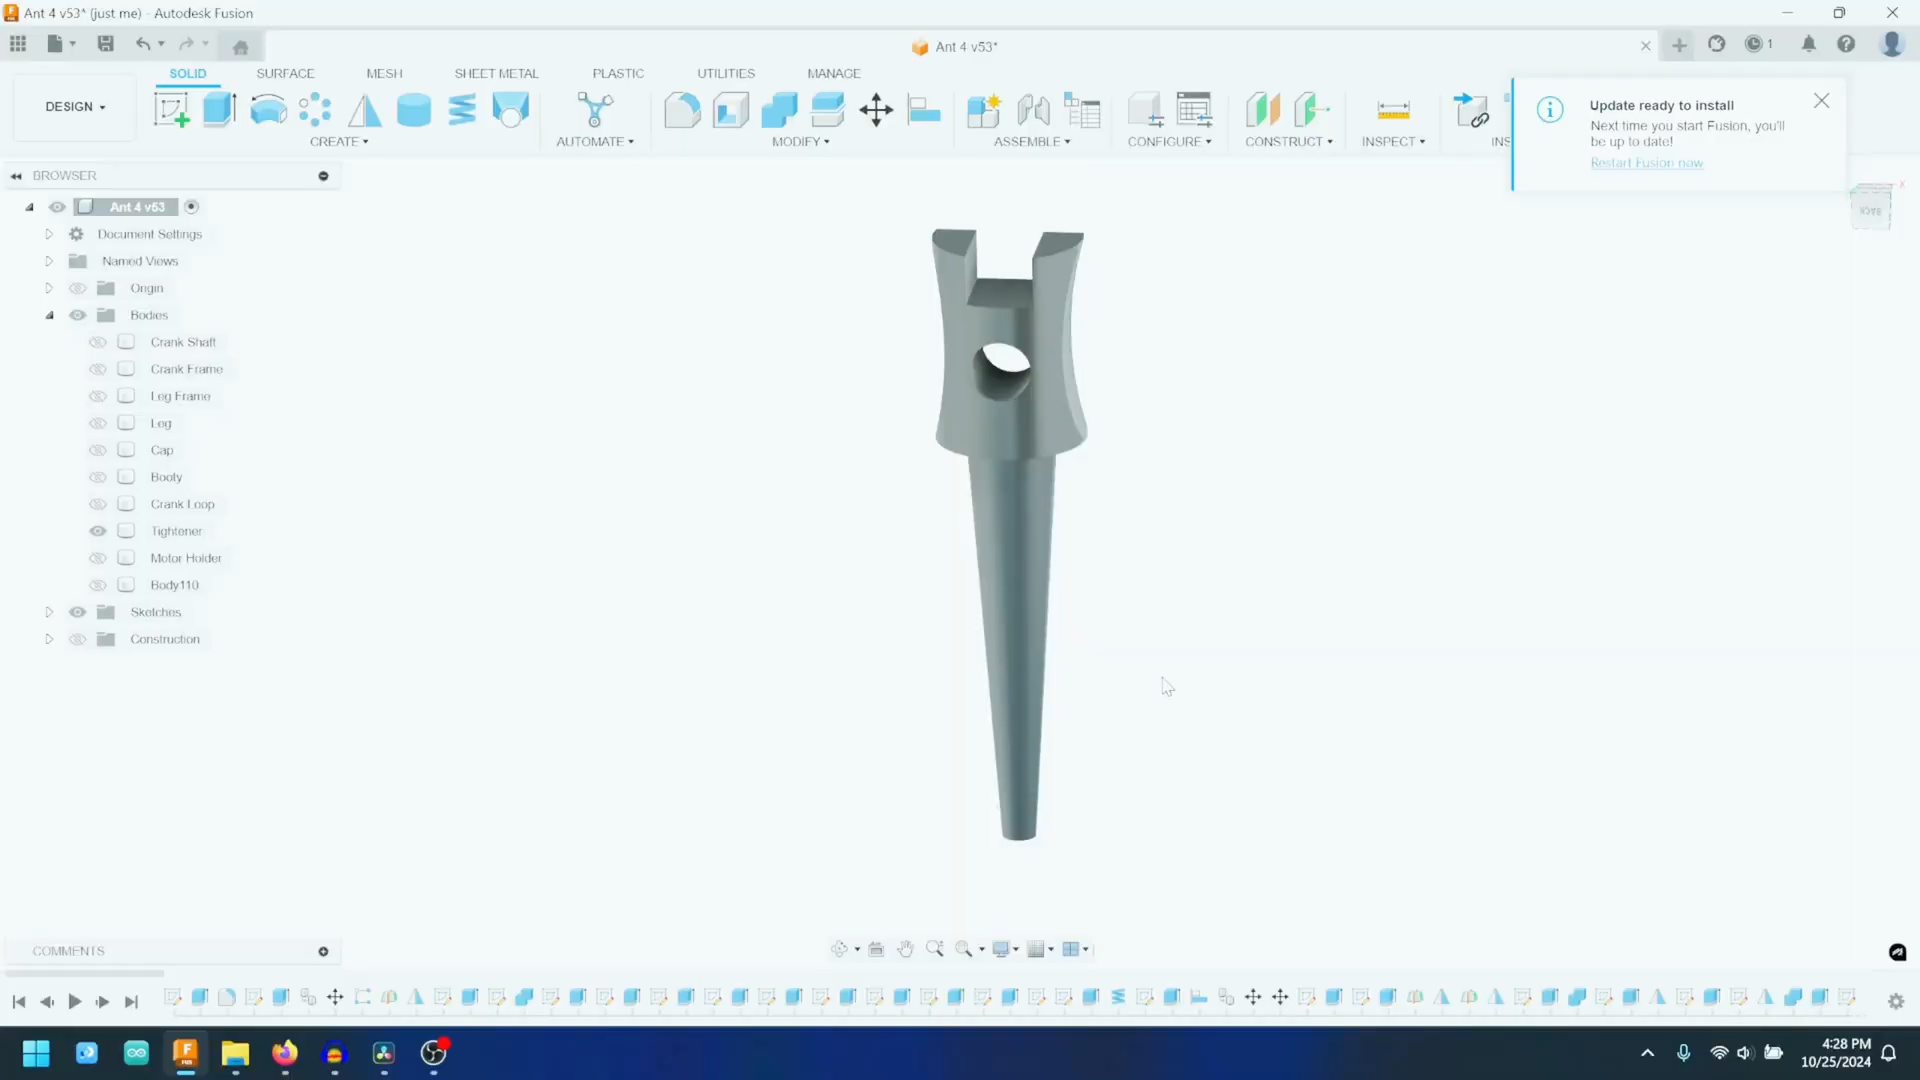 Ant 4 v53* (just me) - Autodesk Fusion
Ant 4 v53*
1
SOLID
SURFACE
MESH
SHEET METAL
PLASTIC
UTILITIES
MANAGE
DESIGN
CREATE
AUTOMATE
MODIFY
ASSEMBLE
CONFIGURE
CONSTRUCT
INSPECT
INS
Update ready to install
Next time you start Fusion, you'll
be up to date!
Restart Fusion now
BACK
X
BROWSER
Ant 4 v53
Document Settings
Named Views
Origin
Bodies
Crank Shaft
Crank Frame
Leg Frame
Leg
Cap
Booty
Crank Loop
Tightener
Motor Holder
Body110
Sketches
Construction
COMMENTS
4:28 PM
10/25/2024